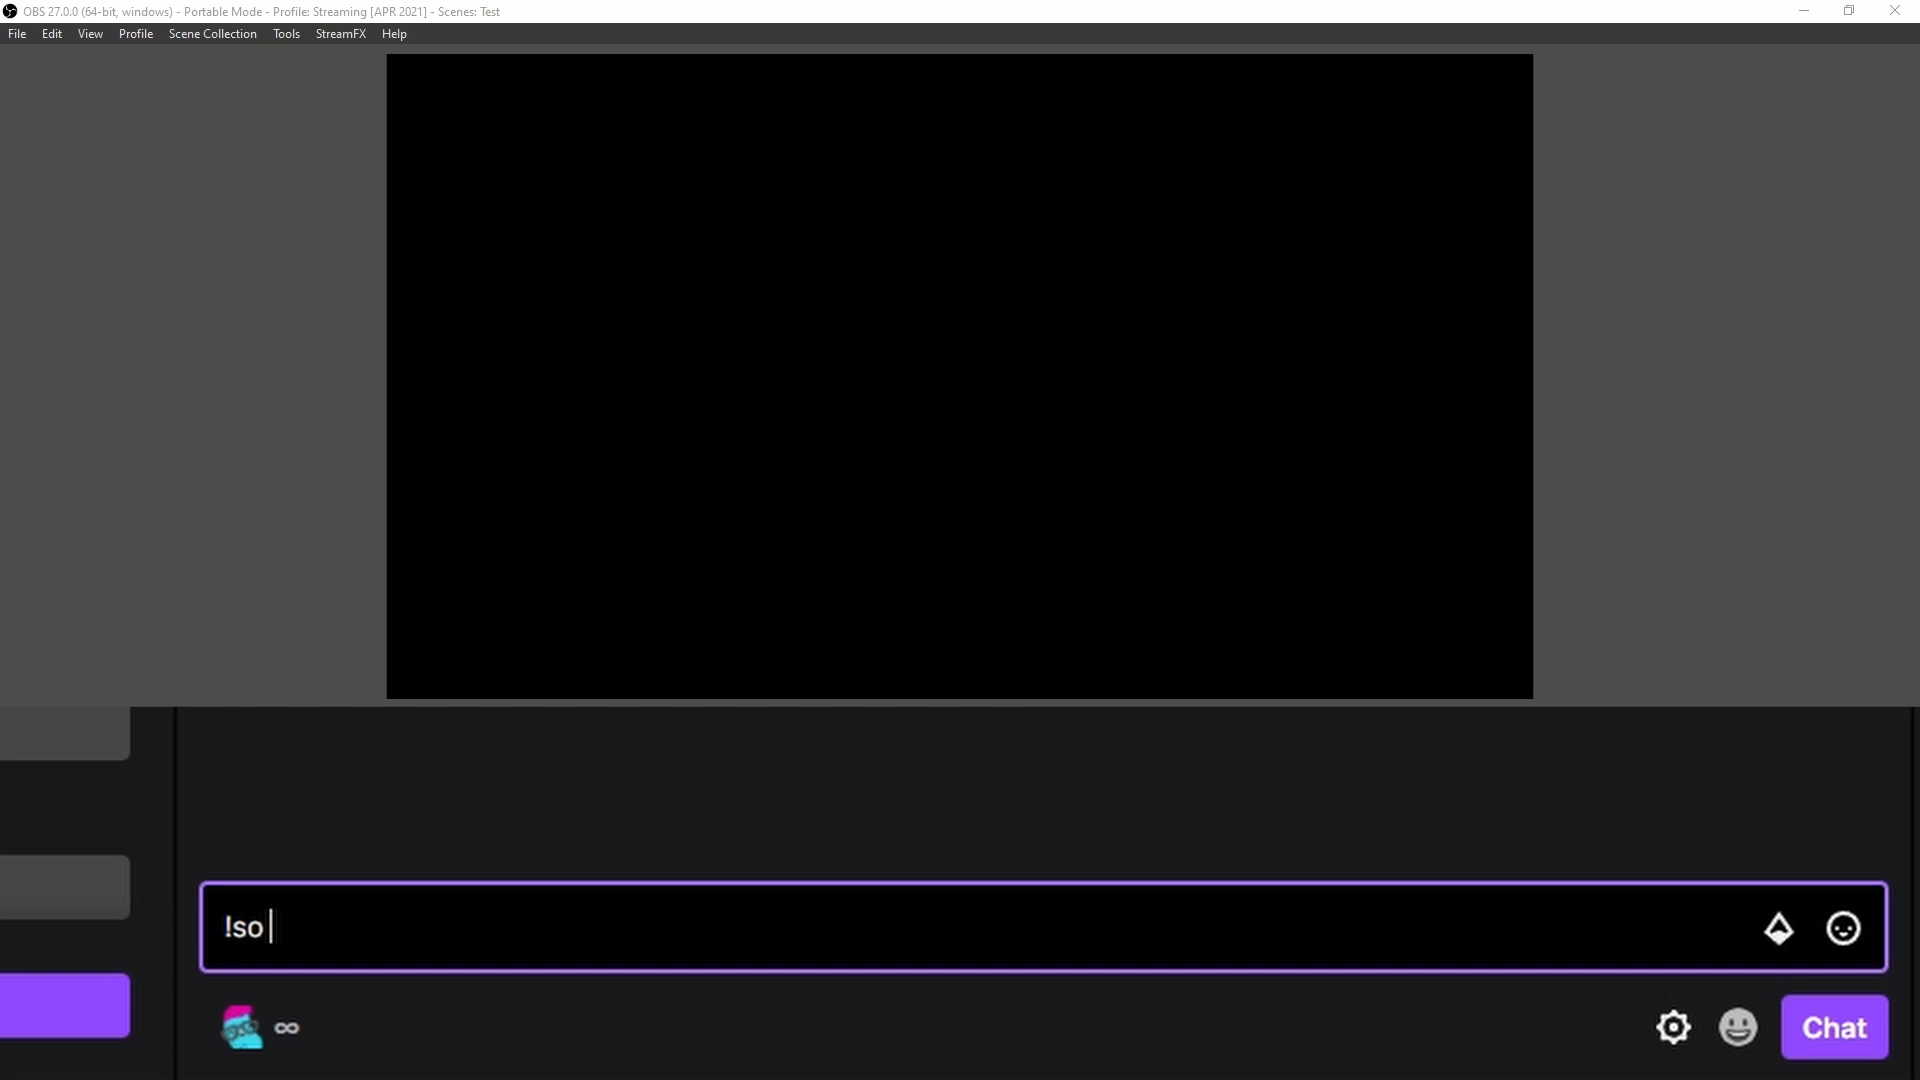 OBS 27.0.0 (64-bit, windows) - Portable Mode - Profile: Streaming [APR 2021] - Scenes: Test
File Edit View Profile Scene Collection Tools StreamFX Help
!so
Chat